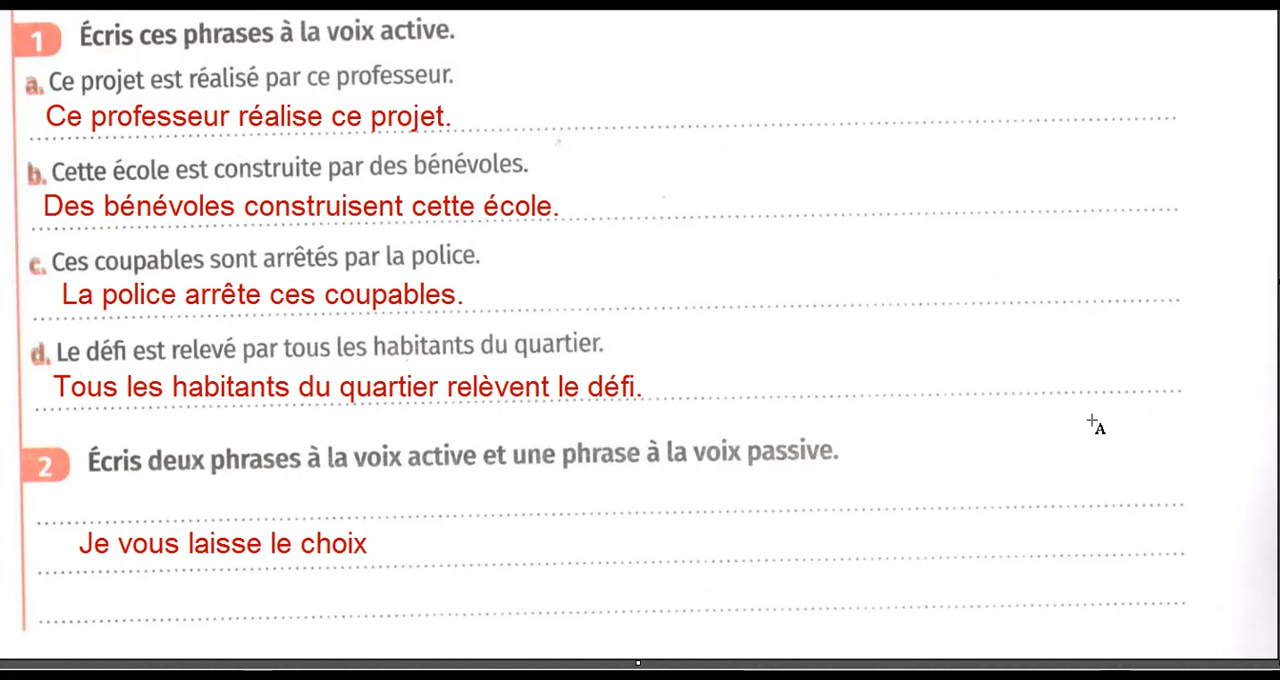 1 Écris ces phrases à la voix active.
a. Ce projet est réalisé par ce professeur.
Ce professeur réalise ce projet.
b. Cette école est construite par des bénévoles.
Des bénévoles construisent cette école.
c. Ces coupables sont arrêtés par la police.
La police arrête ces coupables.
d. Le défi est relevé par tous les habitants du quartier.
Tous les habitants du quartier relèvent le défi.
A
2 Écris deux phrases à la voix active et une phrase à la voix passive.
Je vous laisse le choix